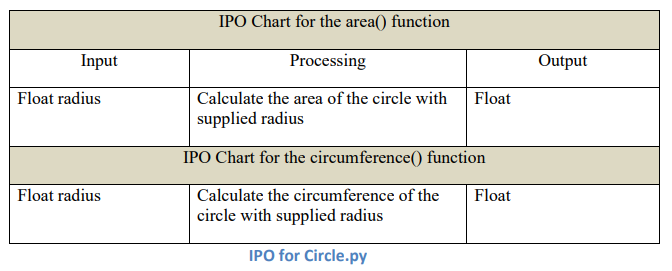 IPO Chart for the area() function
Input Processing Output
Float radius Calculate the area of the circle with Float
supplied radius
IPO Chart for the circumference() function
Float radius Calculate the circumference of the Float
circle with supplied radius
IPO for Circle.py